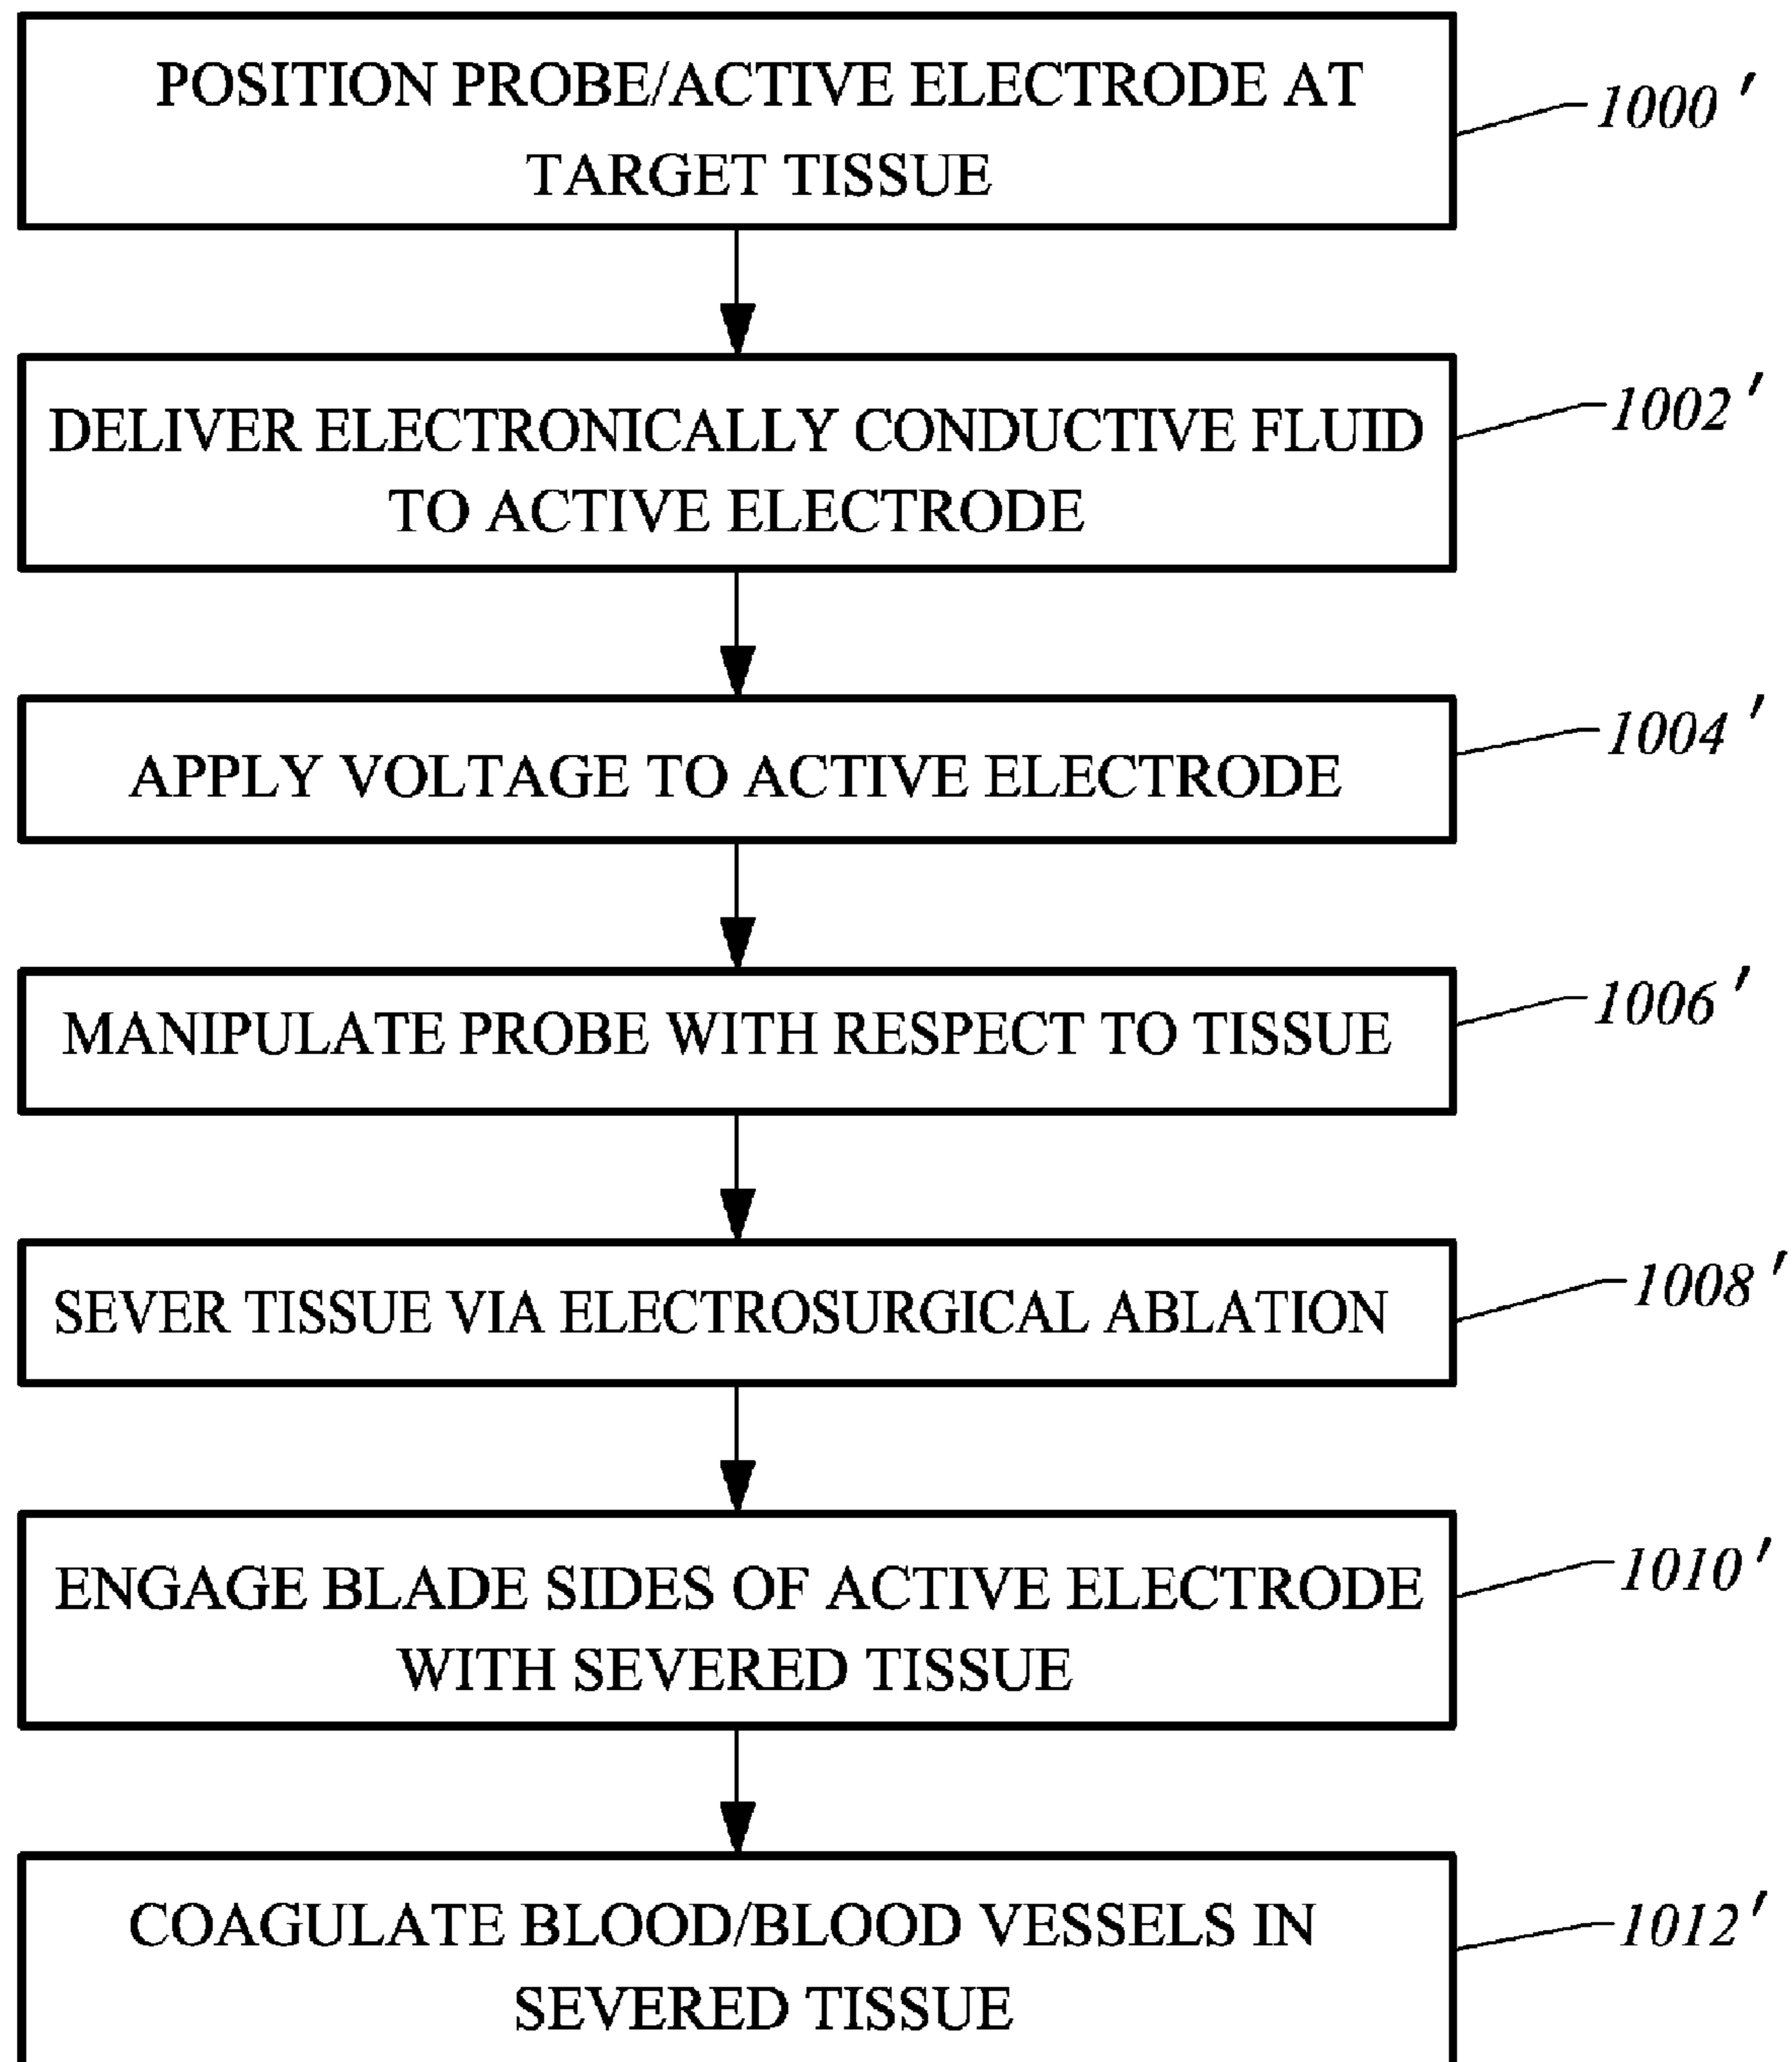 POSITION PROBE/ACTIVE ELECTRODE AT
TARGET TISSUE
1000'
DELIVER ELECTRONICALLY CONDUCTIVE FLUID
TO ACTIVE ELECTRODE
1002'
APPLY VOLTAGE TO ACTIVE ELECTRODE
1004'
MANIPULATE PROBE WITH RESPECT TO TISSUE
1006'
SEVER TISSUE VIA ELECTROSURGICAL ABLATION
1008'
ENGAGE BLADE SIDES OF ACTIVE ELECTRODE
WITH SEVERED TISSUE
1010'
COAGULATE BLOOD/BLOOD VESSELS IN
SEVERED TISSUE
1012'